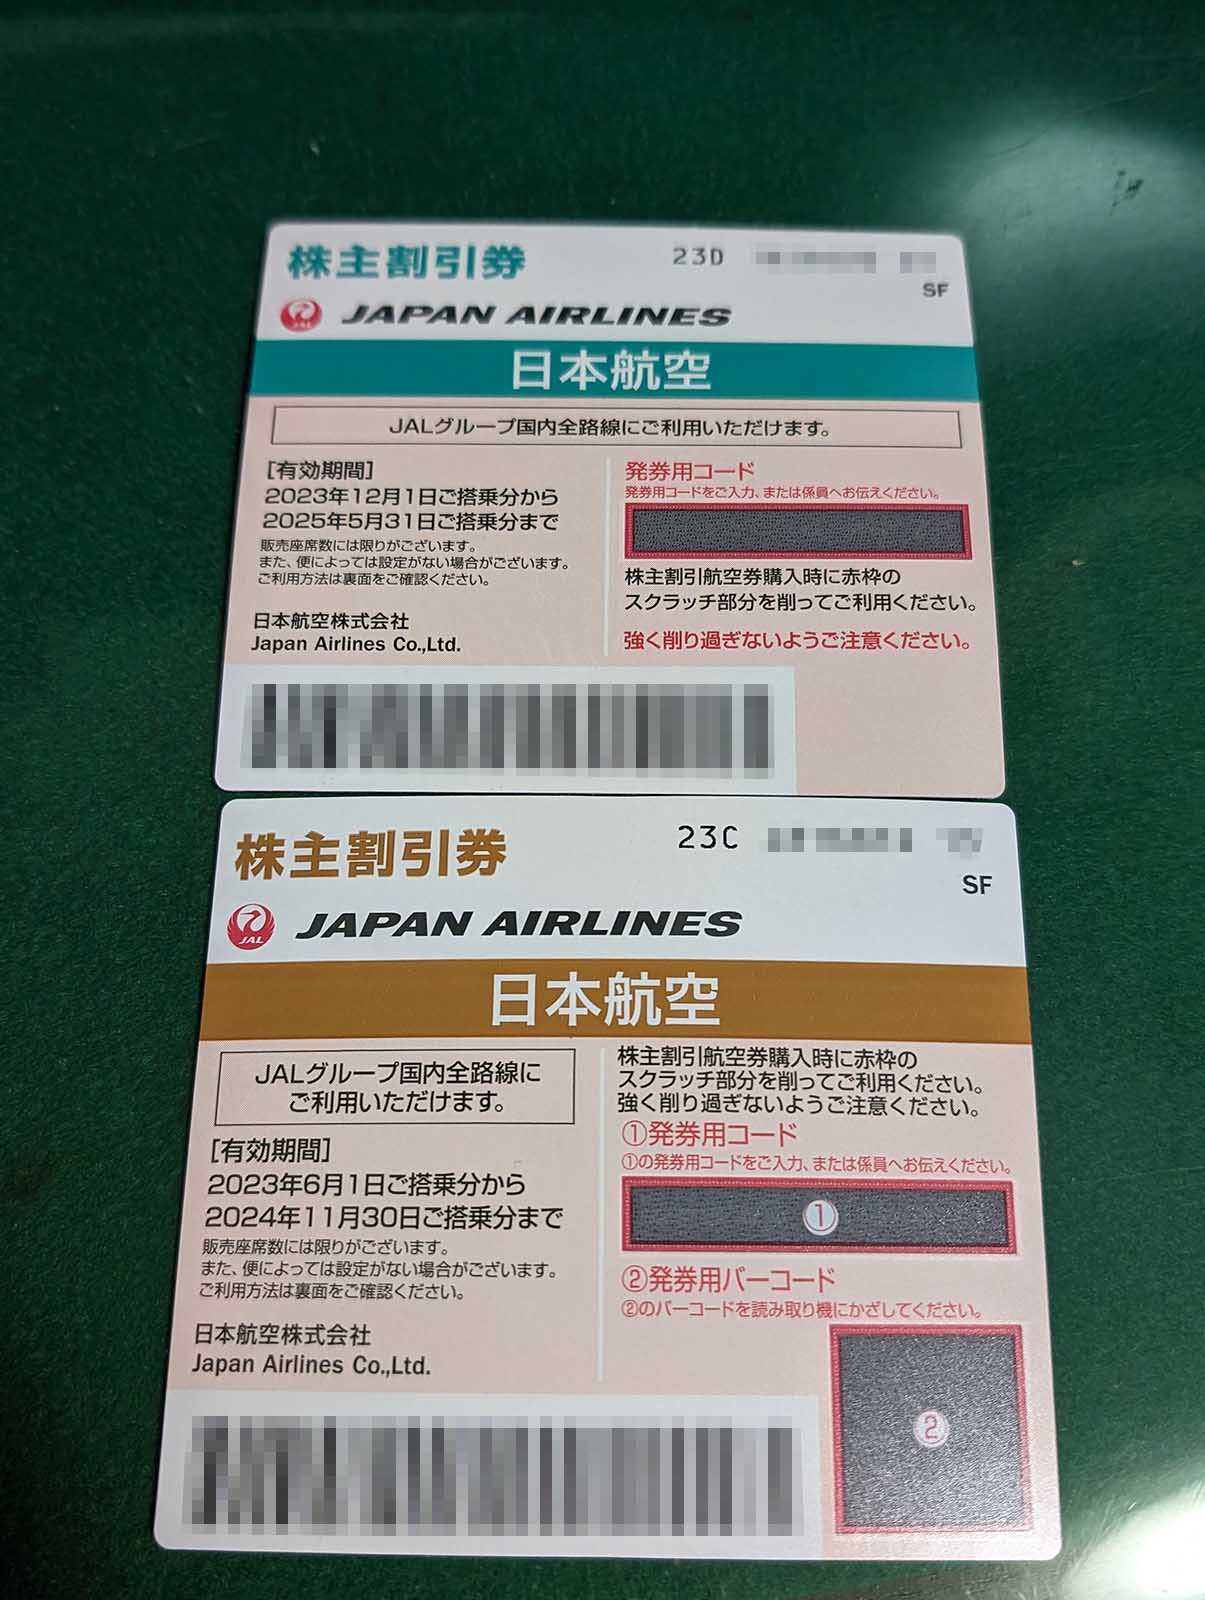 株主割引券 23D
SF
JAL JAPAN AIRLINES
日本航空
JALグループ国内全路線にご利用いただけます。
[有効期間]
2023年12月1日ご搭乗分から
2025年5月31日ご搭乗分まで
販売座席数には限りがございます。
また、便によっては設定がない場合がございます。
ご利用方法は裏面をご確認ください。
日本航空株式会社
Japan Airlines Co.,Ltd.
発券用コード
発券用コードをご入力、または係員へお伝えください。
株主割引航空券購入時に赤枠の
スクラッチ部分を削ってご利用ください。
強く削り過ぎないようご注意ください。
株主割引券 23C
SF
JAL JAPAN AIRLINES
日本航空
JALグループ国内全路線に
ご利用いただけます。
[有効期間]
2023年6月1日ご搭乗分から
2024年11月30日ご搭乗分まで
販売座席数には限りがございます。
また、便によっては設定がない場合がございます。
ご利用方法は裏面をご確認ください。
日本航空株式会社
Japan Airlines Co.,Ltd.
株主割引航空券購入時に赤枠の
スクラッチ部分を削ってご利用ください。
強く削り過ぎないようご注意ください。
①発券用コード
①の発券用コードをご入力、または係員へお伝えください。
①
②発券用バーコード
②のバーコードを読み取り機にかざしてください。
②